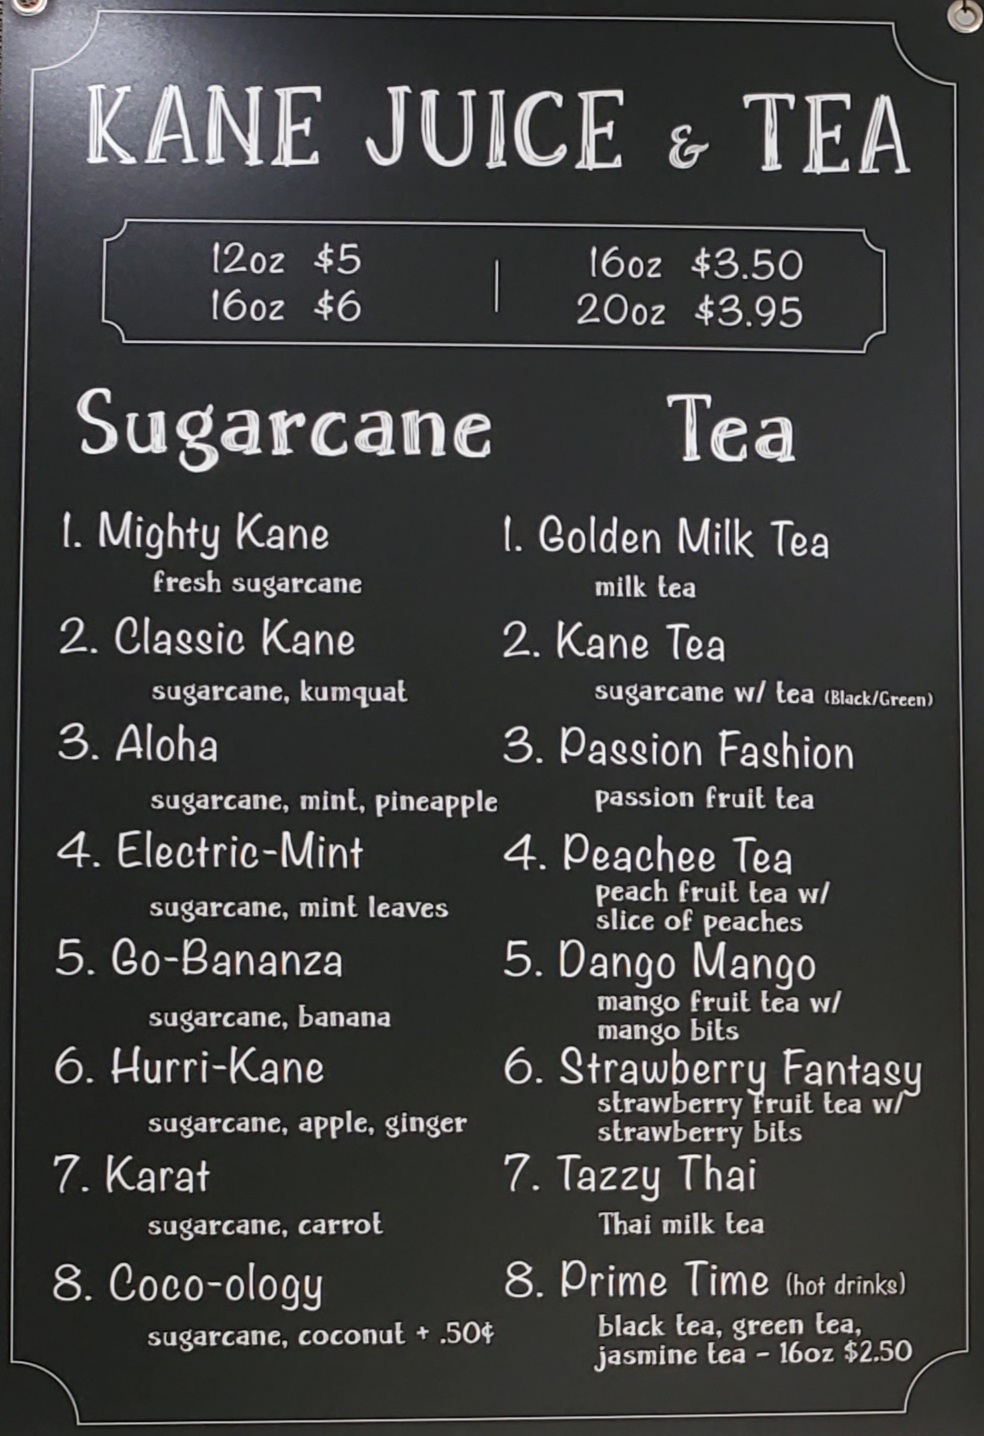 KANE JUICE & TEA
12oz $5
16oz $6
16oz $3.50
20oz $3.95
Sugarcane
1. Mighty Kane
fresh sugarcane
2. Classic Kane
sugarcane, kumquat
3. Aloha
sugarcane, mint, pineapple
4. Electric-Mint
sugarcane, mint leaves
5. Go-Bananza
sugarcane, banana
6. Hurri-Kane
sugarcane, apple, ginger
7. Karat
sugarcane, carrot
8. Coco-ology
sugarcane, coconut + .50¢
Tea
1. Golden Milk Tea
milk tea
2. Kane Tea
sugarcane w/ tea (Black/Green)
3. Passion Fashion
passion fruit tea
4. Peachee Tea
peach fruit tea w/
slice of peaches
5. Dango Mango
mango fruit tea w/
mango bits
6. Strawberry Fantasy
strawberry fruit tea w/
strawberry bits
7. Tazzy Thai
Thai milk tea
8. Prime Time (hot drinks)
black tea, green tea,
jasmine tea - 16oz $2.50